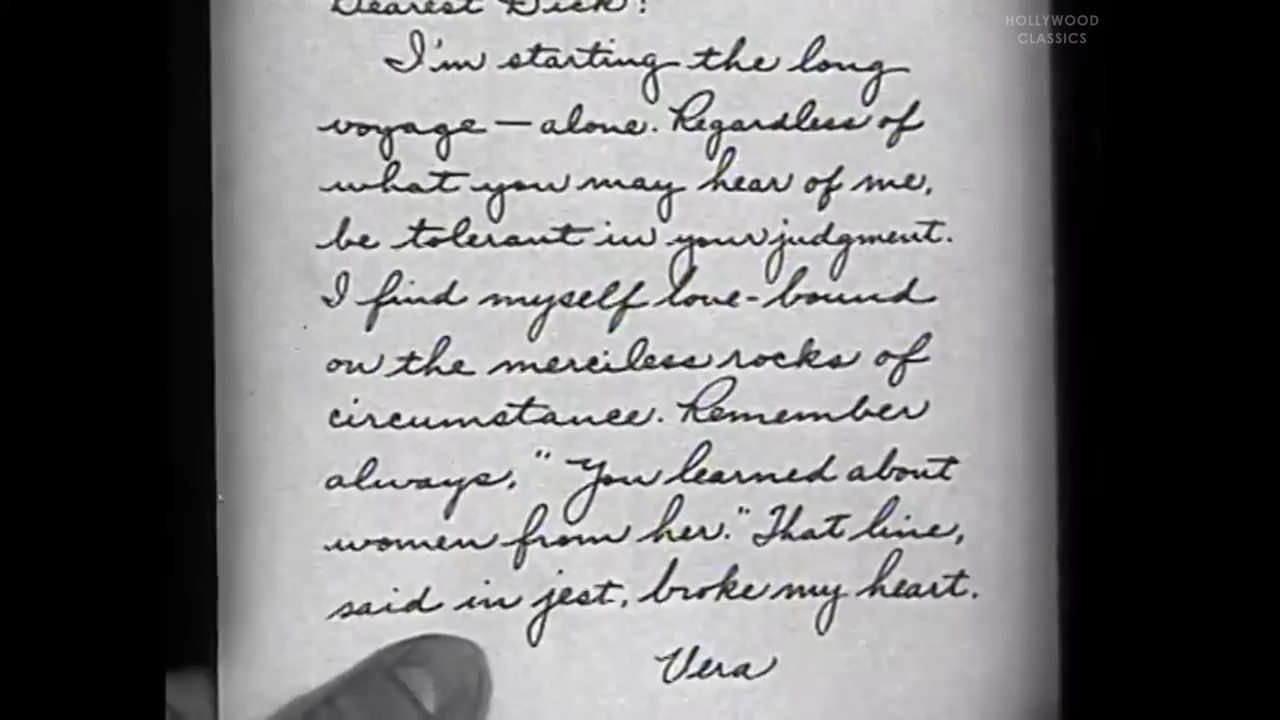 HOLLYWOOD
CLASSICS
Dearest Dick:
I'm starting the long
voyage — alone. Regardless of
what you may hear of me,
be tolerant in your judgment.
I find myself love-bound
on the merciless rocks of
circumstance. Remember
always, "You learned about
women from her." That line,
said in jest, broke my heart.
Vera